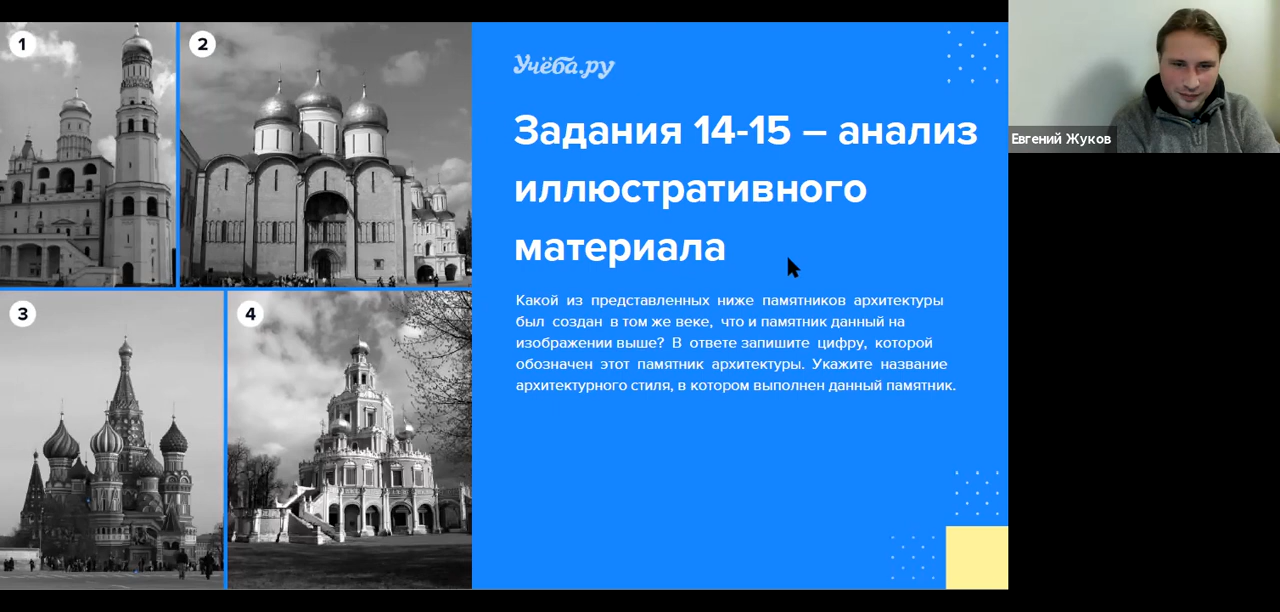 1
2
Учёба.ру
Задания 14-15 – анализ
иллюстративного
материала
Какой из представленных ниже памятников архитектуры
был создан в том же веке, что и памятник данный на
изображении выше? В ответе запишите цифру, которой
обозначен этот памятник архитектуры. Укажите название
архитектурного стиля, в котором выполнен данный памятник.
3
4
Евгений Жуков